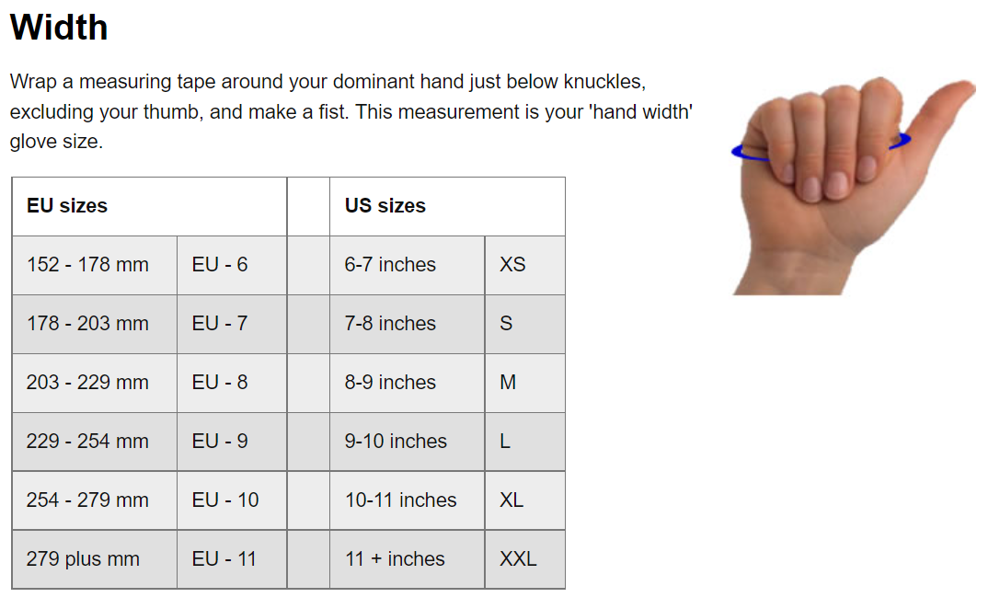 Width
Wrap a measuring tape around your dominant hand just below knuckles,
excluding your thumb, and make a fist. This measurement is your 'hand width'
glove size.
EU sizes US sizes
152 - 178 mm EU - 6 6-7 inches XS
178 - 203 mm EU - 7 7-8 inches S
203 - 229 mm EU - 8 8-9 inches M
229 - 254 mm EU - 9 9-10 inches L
254 - 279 mm EU - 10 10-11 inches XL
279 plus mm EU - 11 11 + inches XXL